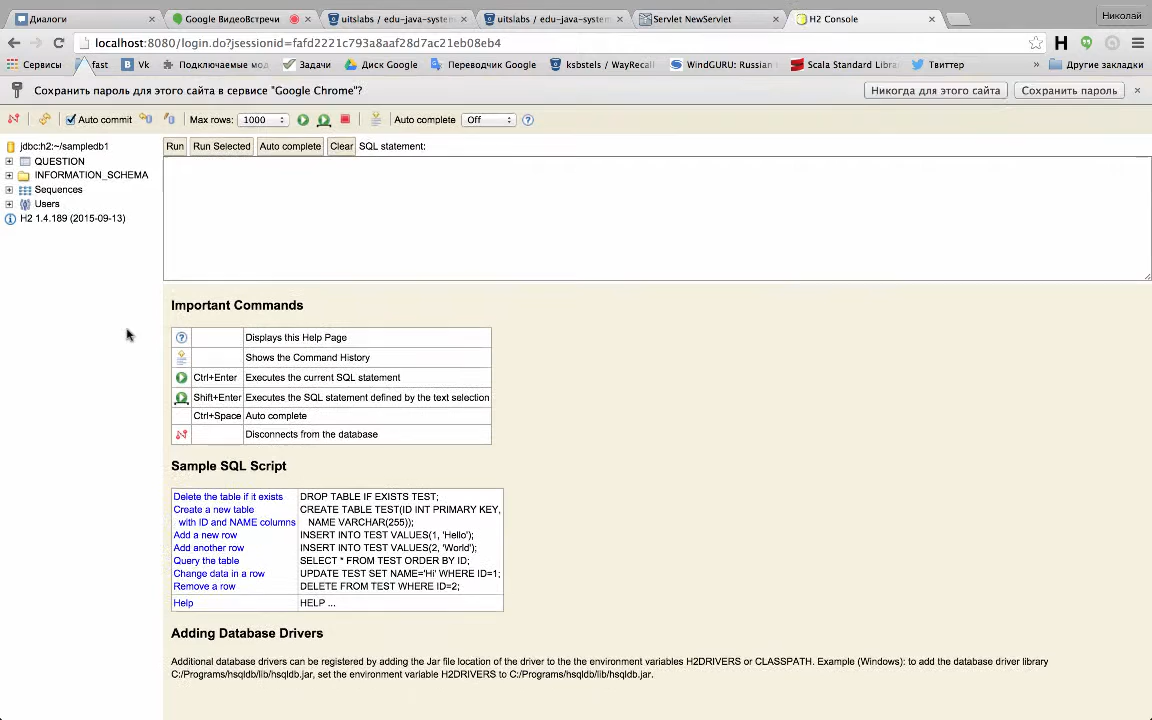 Диалоги
Google ВидеоВстречи
uitslabs / edu-java-system
uitslabs / edu-java-system
Servlet NewServlet
H2 Console
Николай
localhost:8080/login.do?jsessionid=fafd2221c793a8aaf28d7ac21eb08eb4
Сервисы
fast
Vk
Подключаемые мод
Задачи
Диск Google
Переводчик Google
ksbstels / WayRecall
WindGURU: Russian
Scala Standard Libra
Твиттер
»
Другие закладки
Сохранить пароль для этого сайта в сервисе "Google Chrome"?
Никогда для этого сайта
Сохранить пароль
Auto commit
Max rows:
1000
Auto complete
Off
jdbc:h2:~/sampledb1
QUESTION
INFORMATION_SCHEMA
Sequences
Users
H2 1.4.189 (2015-09-13)
Run
Run Selected
Auto complete
Clear
SQL statement:
Important Commands
Displays this Help Page
Shows the Command History
Ctrl+Enter Executes the current SQL statement
Shift+Enter Executes the SQL statement defined by the text selection
Ctrl+Space Auto complete
Disconnects from the database
Sample SQL Script
Delete the table if it exists DROP TABLE IF EXISTS TEST;
Create a new table CREATE TABLE TEST(ID INT PRIMARY KEY,
with ID and NAME columns NAME VARCHAR(255));
Add a new row INSERT INTO TEST VALUES(1, 'Hello');
Add another row INSERT INTO TEST VALUES(2, 'World');
Query the table SELECT * FROM TEST ORDER BY ID;
Change data in a row UPDATE TEST SET NAME='Hi' WHERE ID=1;
Remove a row DELETE FROM TEST WHERE ID=2;
Help HELP ...
Adding Database Drivers
Additional database drivers can be registered by adding the Jar file location of the driver to the the environment variables H2DRIVERS or CLASSPATH. Example (Windows): to add the database driver library
C:/Programs/hsqldb/lib/hsqldb.jar, set the environment variable H2DRIVERS to C:/Programs/hsqldb/lib/hsqldb.jar.